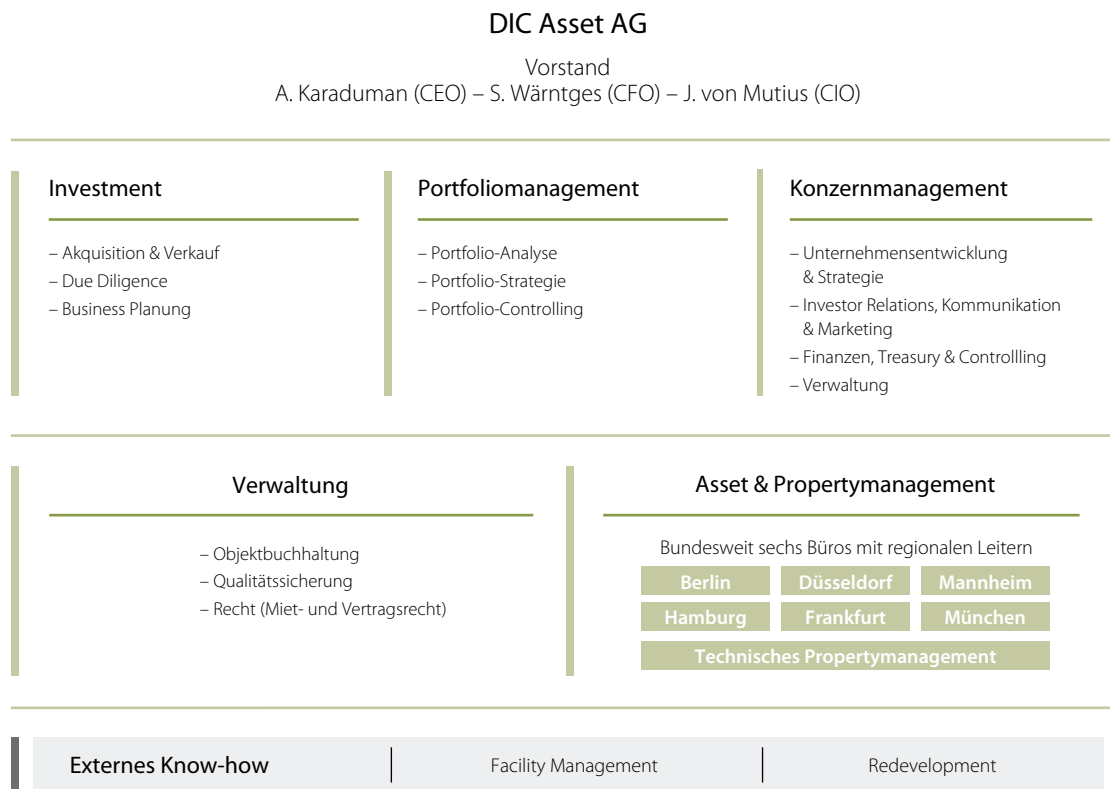 DIC Asset AG
Vorstand
A. Karaduman (CEO) – S. Wärntges (CFO) – J. von Mutius (CIO)
Investment
– Akquisition & Verkauf
– Due Diligence
– Business Planung
Portfoliomanagement
– Portfolio-Analyse
– Portfolio-Strategie
– Portfolio-Controlling
Konzernmanagement
– Unternehmensentwicklung
& Strategie
– Investor Relations, Kommunikation
& Marketing
– Finanzen, Treasury & Controllling
– Verwaltung
Verwaltung
– Objektbuchhaltung
– Qualitätssicherung
– Recht (Miet- und Vertragsrecht)
Asset & Propertymanagement
Bundesweit sechs Büros mit regionalen Leitern
Berlin Düsseldorf Mannheim
Hamburg Frankfurt München
Technisches Propertymanagement
Externes Know-how Facility Management Redevelopment